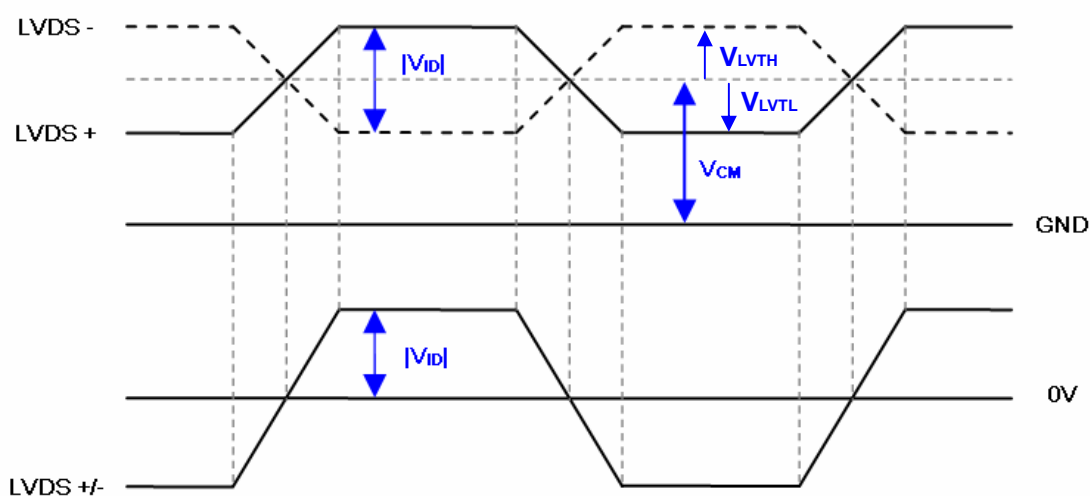 LVDS -
|VID|
VLVTH
VLVTL
LVDS +
VCM
GND
|VID|
0V
LVDS +/-